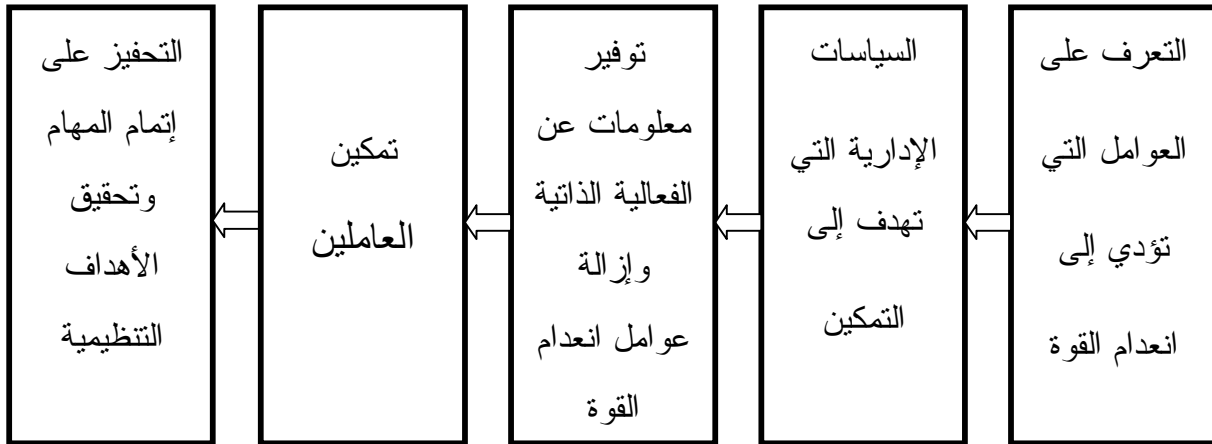 التعرف على
العوامل التي
تؤدي إلى
انعدام القوة
السياسات
الإدارية التي
تهدف إلى
التمكين
توفير
معلومات عن
الفعالية الذاتية
وإزالة
عوامل انعدام
القوة
تمكين
العاملين
التحفيز على
إتمام المهام
وتحقيق
الأهداف
التنظيمية